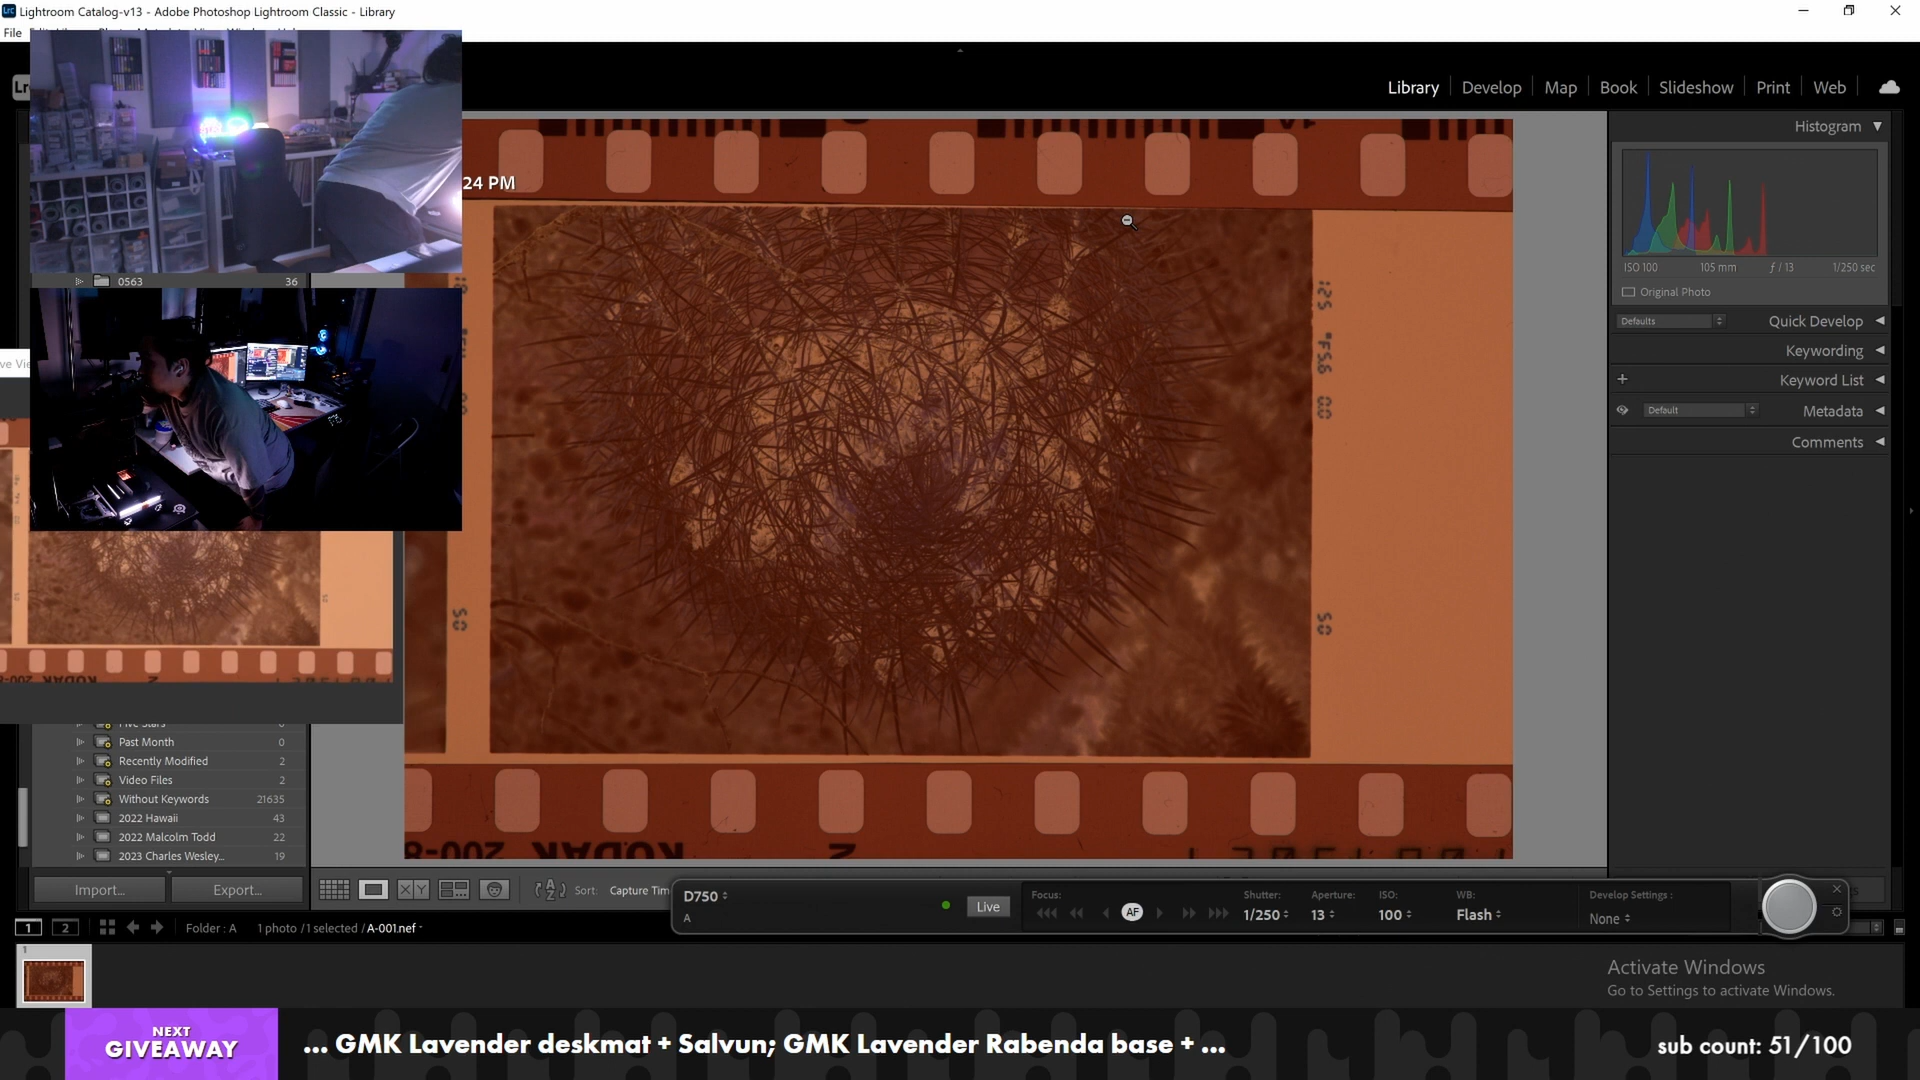 Lightroom Catalog-v13 - Adobe Photoshop Lightroom Classic - Library
File
Library
Develop
Map
Book
Slideshow
Print
Web
Histogram
24 PM
ISO 100
105 mm
ƒ / 13
1/250 sec
Original Photo
0563
36
Defaults
Quick Develop
Keywording
Keyword List
Default
Metadata
Comments
Past Month
0
Recently Modified
2
Video Files
2
Without Keywords
21635
2022 Hawaii
43
2022 Malcolm Todd
22
2023 Charles Wesley...
19
KODAK
Import...
Export...
Sort:
Capture Tim
D750
A
Live
Focus:
AF
Shutter:
1/250
Aperture:
13
ISO:
100
WB:
Flash
Develop Settings :
None
1
2
Folder : A
1 photo / 1 selected / A-001.nef
1
Activate Windows
Go to Settings to activate Windows.
NEXT
GIVEAWAY
... GMK Lavender deskmat + Salvun; GMK Lavender Rabenda base + ...
sub count: 51/100